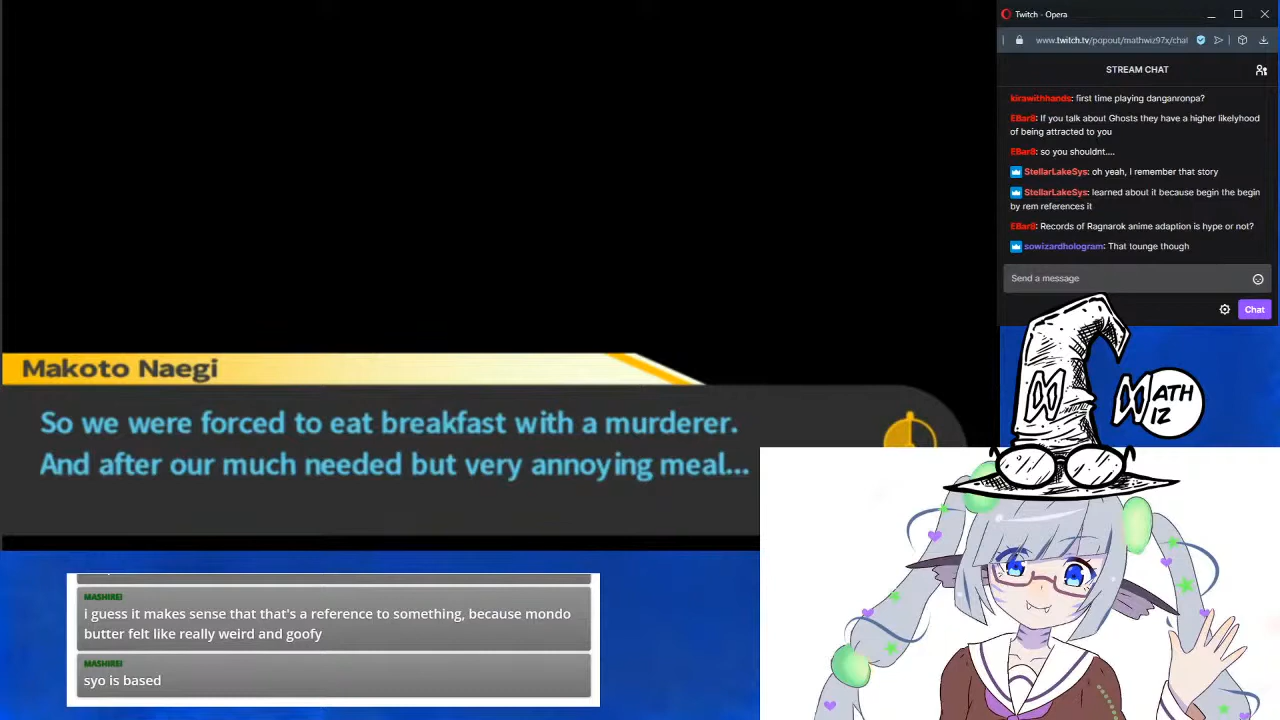 Twitch - Opera
www.twitch.tv/popout/mathwiz97x/chat
STREAM CHAT
kirawithhands: first time playing danganronpa?
EBar8: If you talk about Ghosts they have a higher likelyhood
of being attracted to you
EBar8: so you shouldnt....
StellarLakeSys: oh yeah, I remember that story
StellarLakeSys: learned about it because begin the begin
by rem references it
EBar8: Records of Ragnarok anime adaption is hype or not?
sowizardhologram: That tounge though
Send a message
Chat
Makoto Naegi
So we were forced to eat breakfast with a murderer.
And after our much needed but very annoying meal...
MATH
WIZ
MASHIREI
i guess it makes sense that that's a reference to something, because mondo
butter felt like really weird and goofy
MASHIREI
syo is based